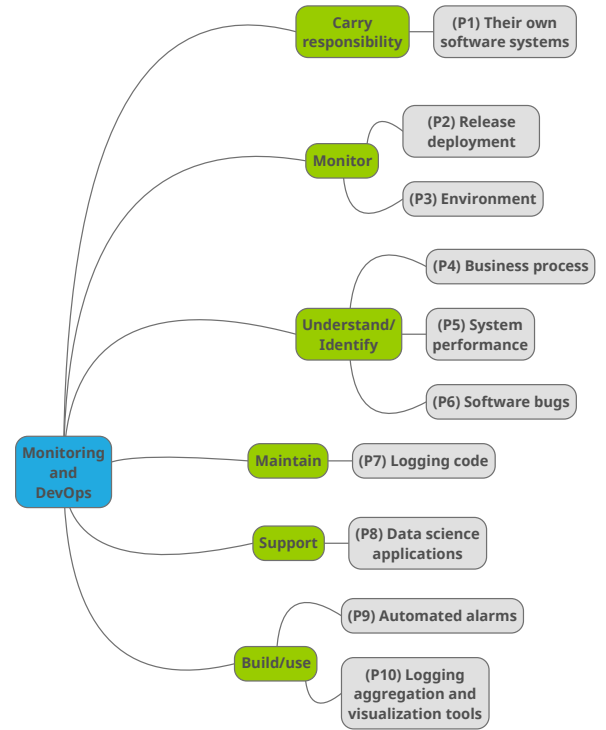 Carry
responsibility
(P1) Their own
software systems
Monitor
(P2) Release
deployment
(P3) Environment
Understand/
Identify
(P4) Business process
(P5) System
performance
(P6) Software bugs
Monitoring
and
DevOps
Maintain
(P7) Logging code
Support
(P8) Data science
applications
Build/use
(P9) Automated alarms
(P10) Logging
aggregation and
visualization tools